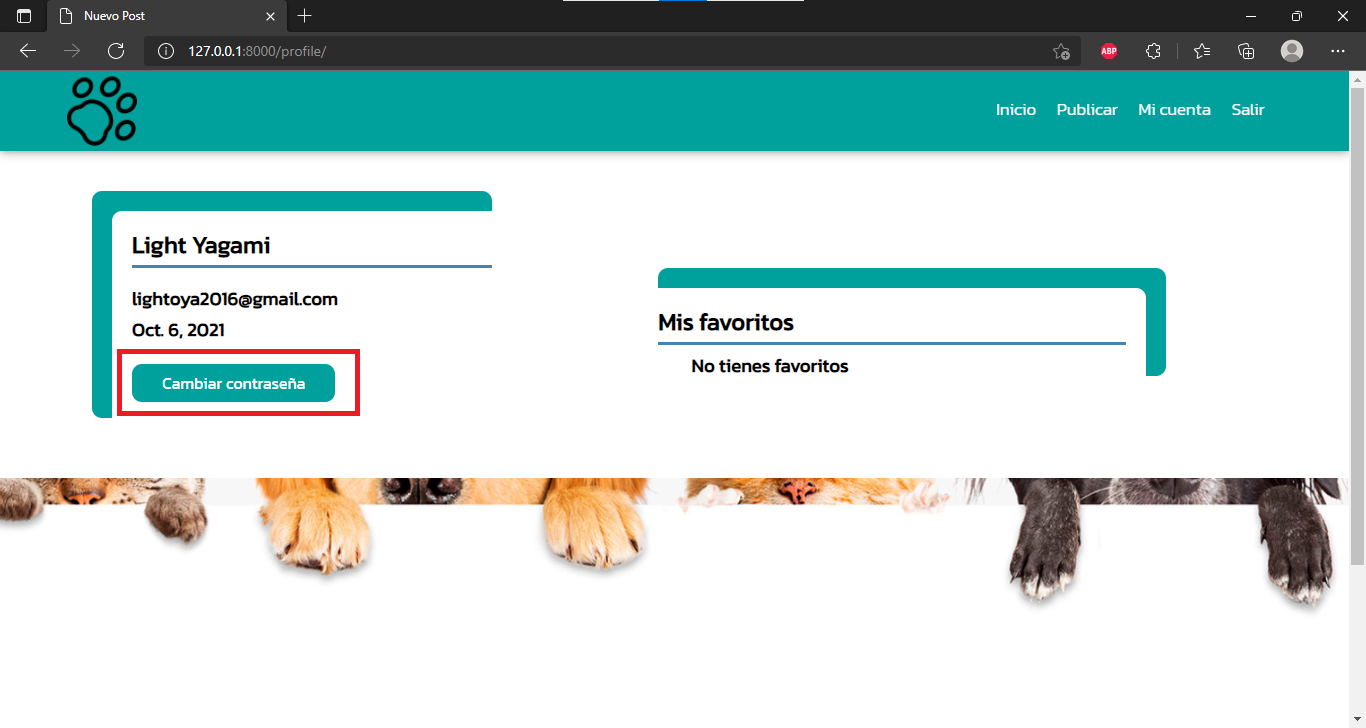 Nuevo Post
127.0.0.1:8000/profile/
ABP
Inicio Publicar Mi cuenta Salir
Light Yagami
lightoya2016@gmail.com
Oct. 6, 2021
Cambiar contraseña
Mis favoritos
No tienes favoritos